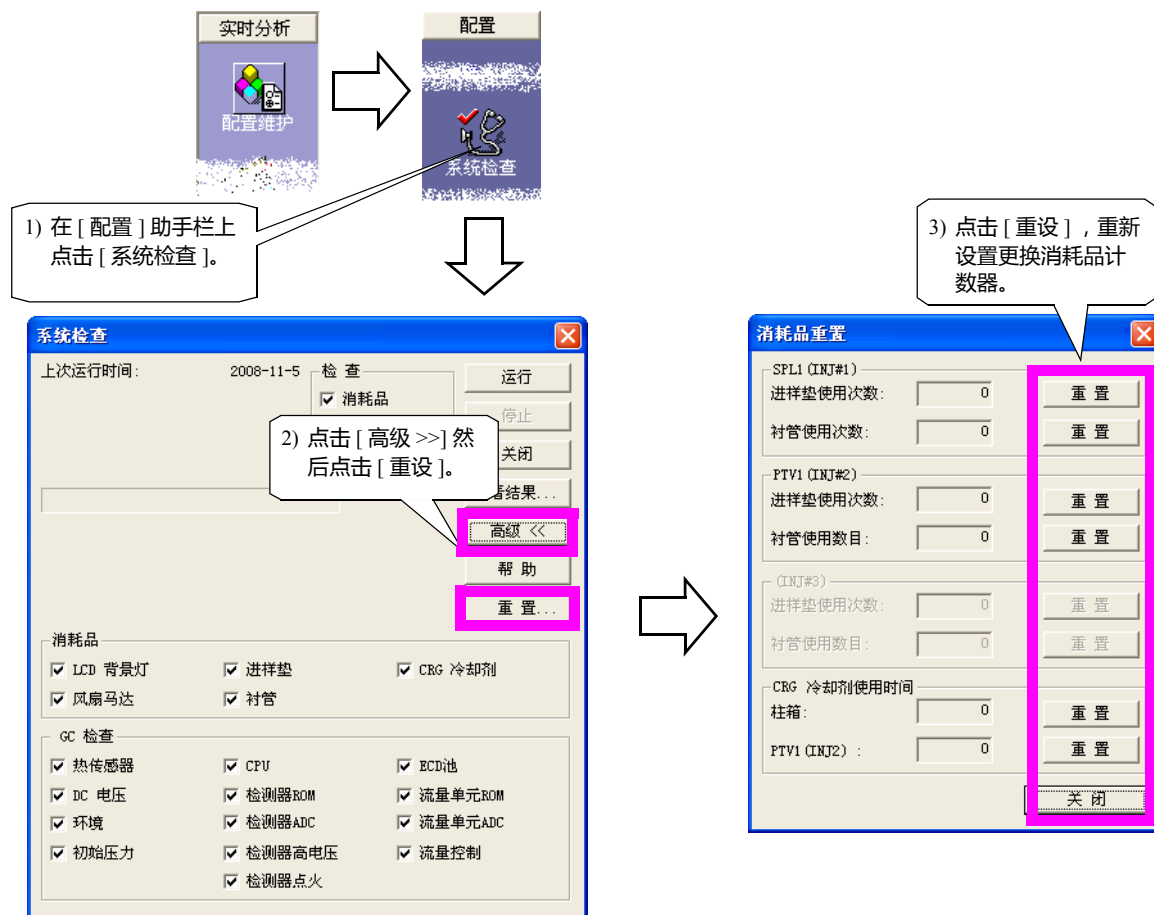 实时分析
配置维护
配置
系统检查
1) 在 [ 配置 ] 助手栏上
点击 [ 系统检查 ]。
系统检查
上次运行时间:
2008-11-5
检 查
消耗品
运行
停止
关闭
2) 点击 [ 高级 >>] 然
后点击 [ 重设 ]。
看结果...
高级 <<
帮 助
重 置...
消耗品
LCD 背景灯
进样垫
CRG 冷却剂
风扇马达
衬管
GC 检查
热传感器
CPU
ECD池
DC 电压
检测器ROM
流量单元ROM
环境
检测器ADC
流量单元ADC
初始压力
检测器高电压
流量控制
检测器点火
3) 点击 [ 重设 ] ，重新
设置更换消耗品计
数器。
消耗品重置
SPL1(INJ#1)
进样垫使用次数: 0 重 置
衬管使用次数: 0 重 置
PTV1(INJ#2)
进样垫使用次数: 0 重 置
衬管使用数目: 0 重 置
(INJ#3)
进样垫使用次数: 0 重 置
衬管使用数目: 0 重 置
CRG 冷却剂使用时间
柱箱: 0 重 置
PTV1(INJ2) : 0 重 置
关 闭